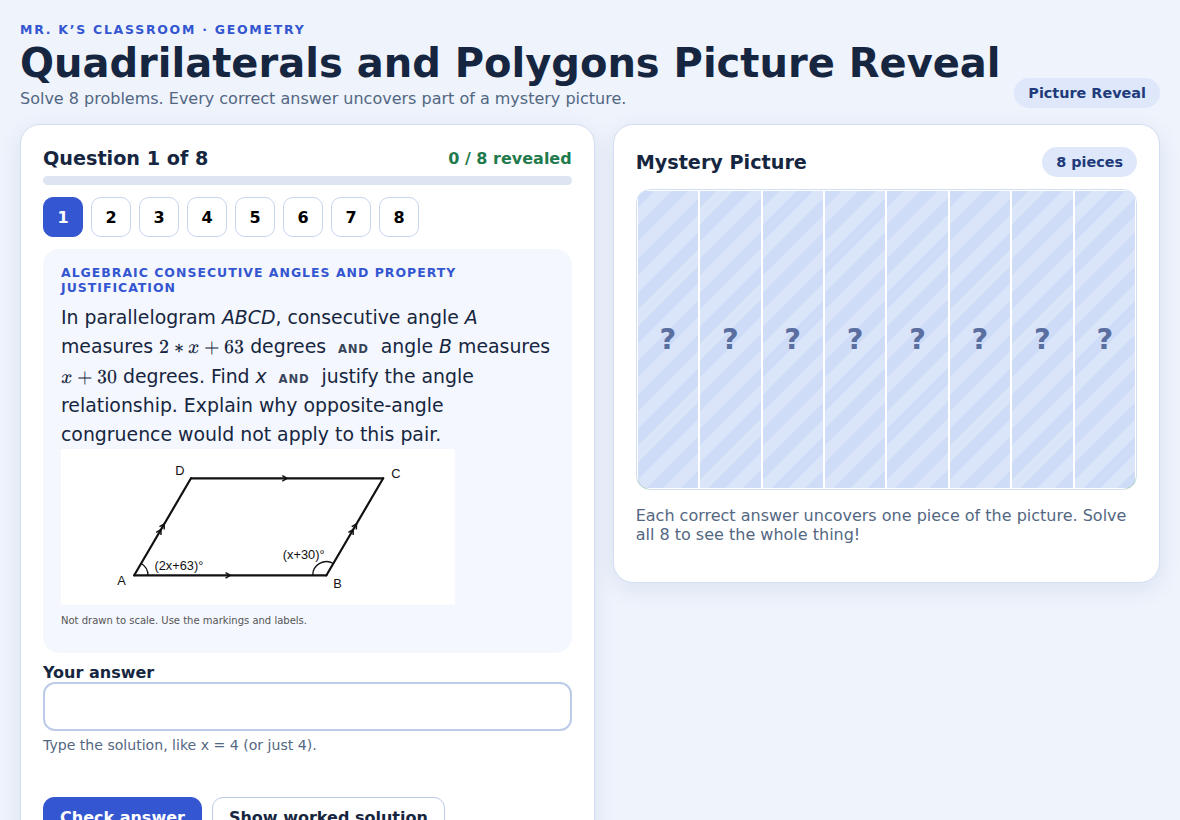 MR. K’S CLASSROOM · GEOMETRY
Quadrilaterals and Polygons Picture Reveal
Solve 8 problems. Every correct answer uncovers part of a mystery picture.
Picture Reveal
Question 1 of 8
0 / 8 revealed
1 2 3 4 5 6 7 8
ALGEBRAIC CONSECUTIVE ANGLES AND PROPERTY
JUSTIFICATION
In parallelogram ABCD, consecutive angle A
measures 2 ∗ x + 63 degrees AND angle B measures
x + 30 degrees. Find x AND justify the angle
relationship. Explain why opposite-angle
congruence would not apply to this pair.
D
C
(x+30)°
(2x+63)°
A
B
Not drawn to scale. Use the markings and labels.
Your answer
Type the solution, like x = 4 (or just 4).
Check answer
Show worked solution
Mystery Picture
8 pieces
? ? ? ? ? ? ? ?
Each correct answer uncovers one piece of the picture. Solve
all 8 to see the whole thing!